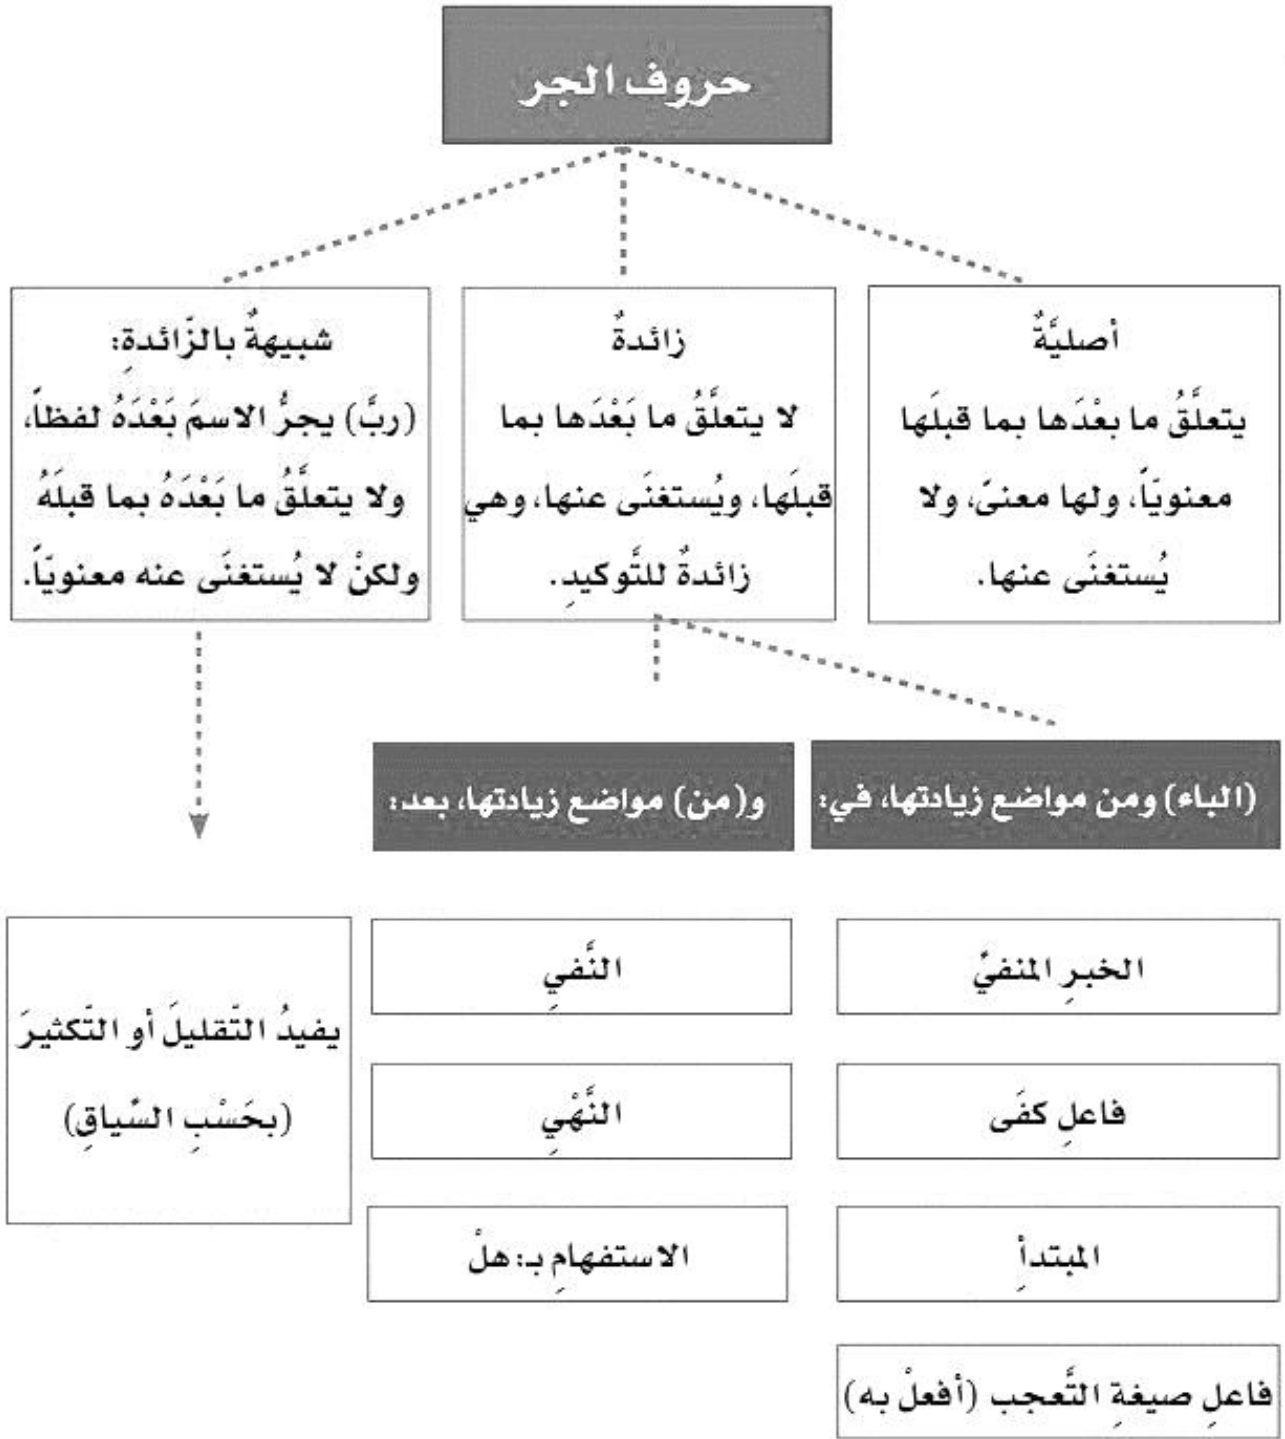 حروف الجر
أصليَّةٌ
يتعلَّقُ ما بعْدَها بما قبلَها
معنويّاً، ولها معنىً، ولا
يُستغنَى عنها.
زائدةٌ
لا يتعلَّقُ ما بَعْدَها بما
قبلَها، ويُستغنَى عنها، وهي
زائدةٌ للتَّوكيدِ.
شبيهةٌ بالزّائدةِ:
(ربَّ) يجرُّ الاسمَ بَعْدَهُ لفظاً،
ولا يتعلَّقُ ما بَعْدَهُ بما قبلَهُ
ولكنْ لا يُستغنَى عنه معنويّاً.
(الباء) ومن مواضع زيادتها، في:
الخبرِ المنفيِّ
فاعلِ كفَى
المبتدأِ
فاعلِ صيغةِ التَّعجب (أفعلْ به)
و(من) مواضع زيادتها، بعد:
النَّفيِ
النَّهْيِ
الاستفهامِ بـ: هلْ
يفيدُ التّقليلَ أو التّكثيرَ
(بحَسْبِ السِّياقِ)